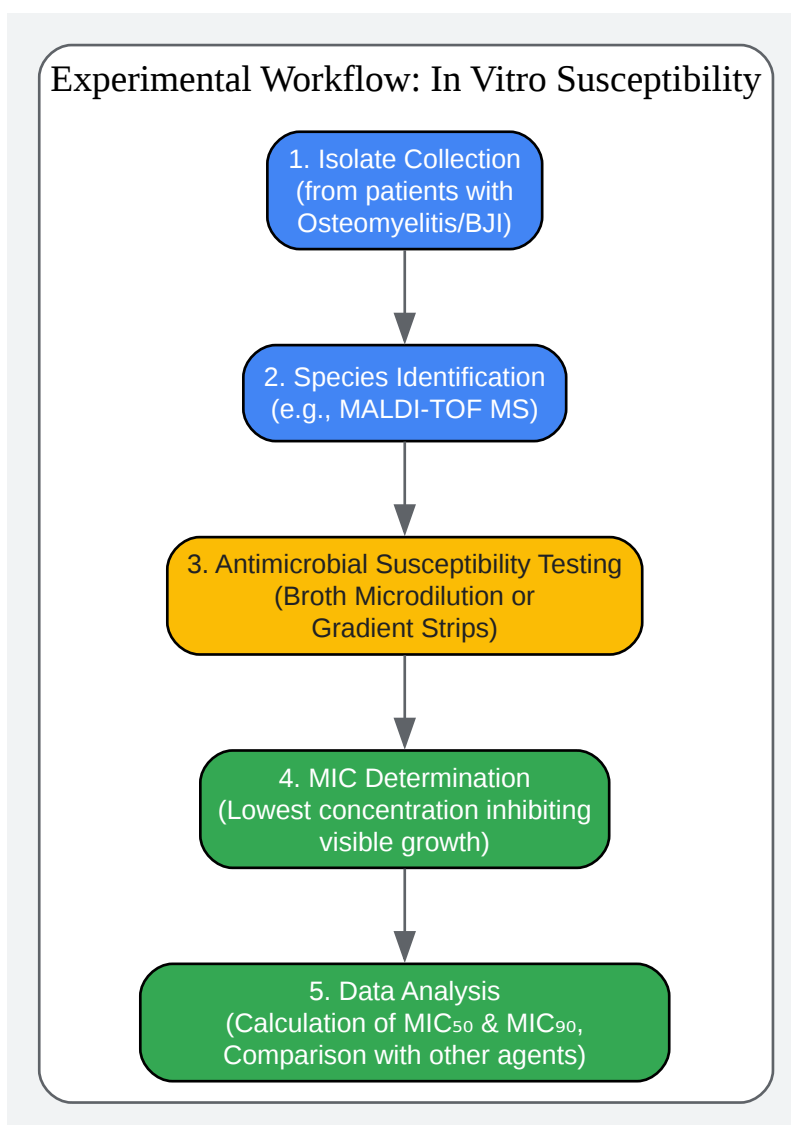 Experimental Workflow: In Vitro Susceptibility
1. Isolate Collection
(from patients with
Osteomyelitis/BJI)
2. Species Identification
(e.g., MALDI-TOF MS)
3. Antimicrobial Susceptibility Testing
(Broth Microdilution or
Gradient Strips)
4. MIC Determination
(Lowest concentration inhibiting
visible growth)
5. Data Analysis
(Calculation of MIC₅₀ & MIC₉₀,
Comparison with other agents)